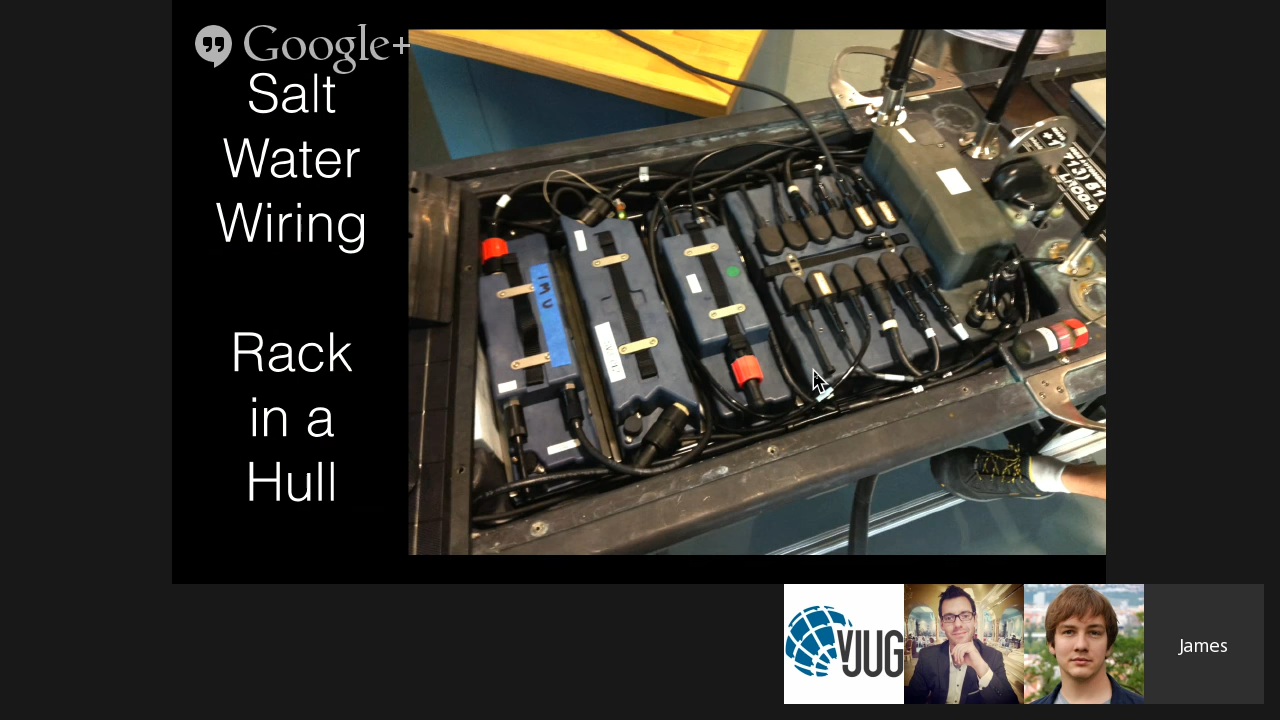 Google+
Salt
Water
Wiring
Rack
in a
Hull
IMU
vJUG
James